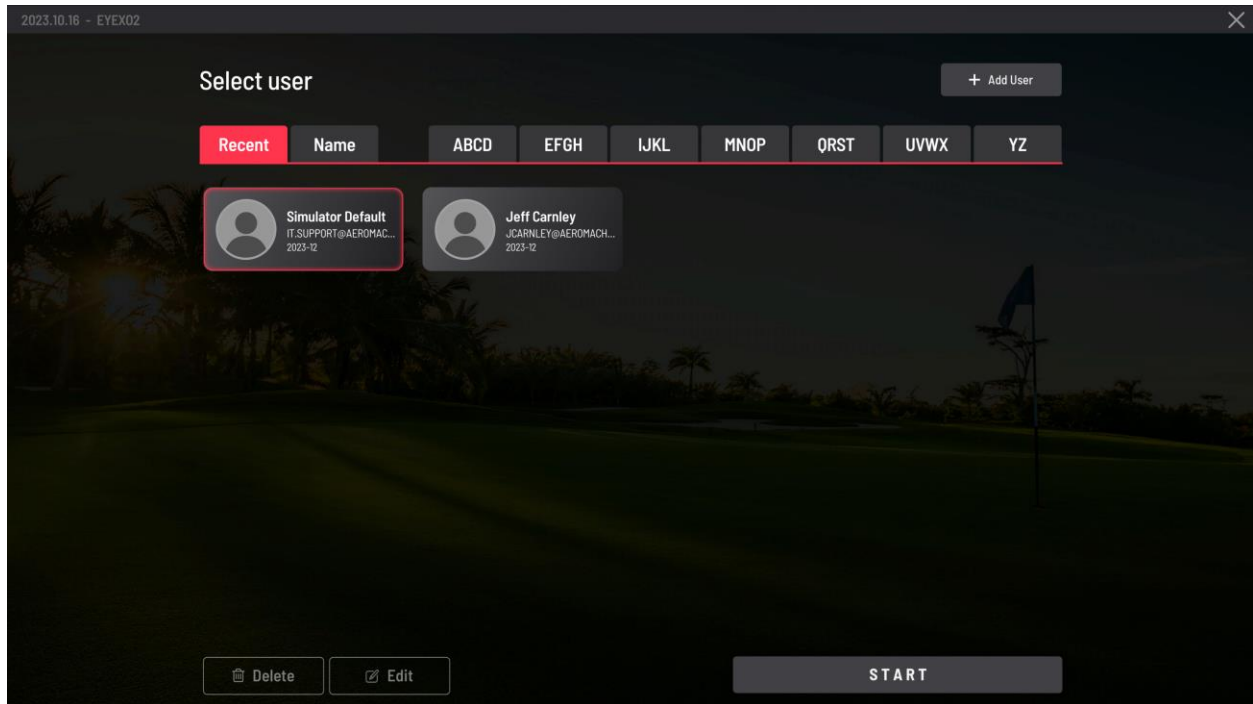 2023.10.16 - EYEXO2
Select user
+ Add User
Recent Name ABCD EFGH IJKL MNOP QRST UVWX YZ
Simulator Default
IT.SUPPORT@AEROMAC...
2023-12
Jeff Carnley
JCARNLEY@AEROMACH...
2023-12
Delete Edit START